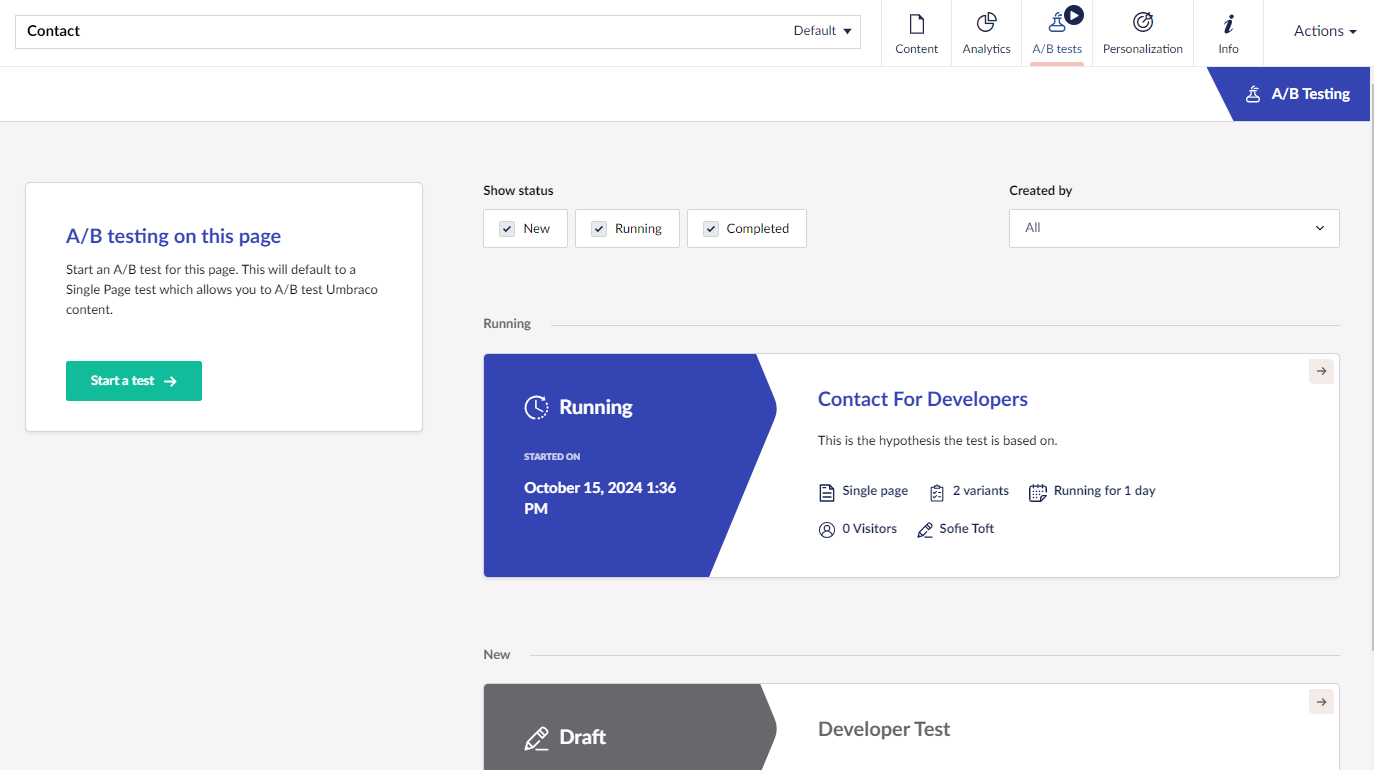 Contact
Default
Content
Analytics
A/B tests
Personalization
Info
Actions
A/B Testing
A/B testing on this page
Start an A/B test for this page. This will default to a
Single Page test which allows you to A/B test Umbraco
content.
Start a test
Show status
New
Running
Completed
Created by
All
Running
Running
STARTED ON
October 15, 2024 1:36
PM
Contact For Developers
This is the hypothesis the test is based on.
Single page
2 variants
Running for 1 day
0 Visitors
Sofie Toft
New
Draft
Developer Test